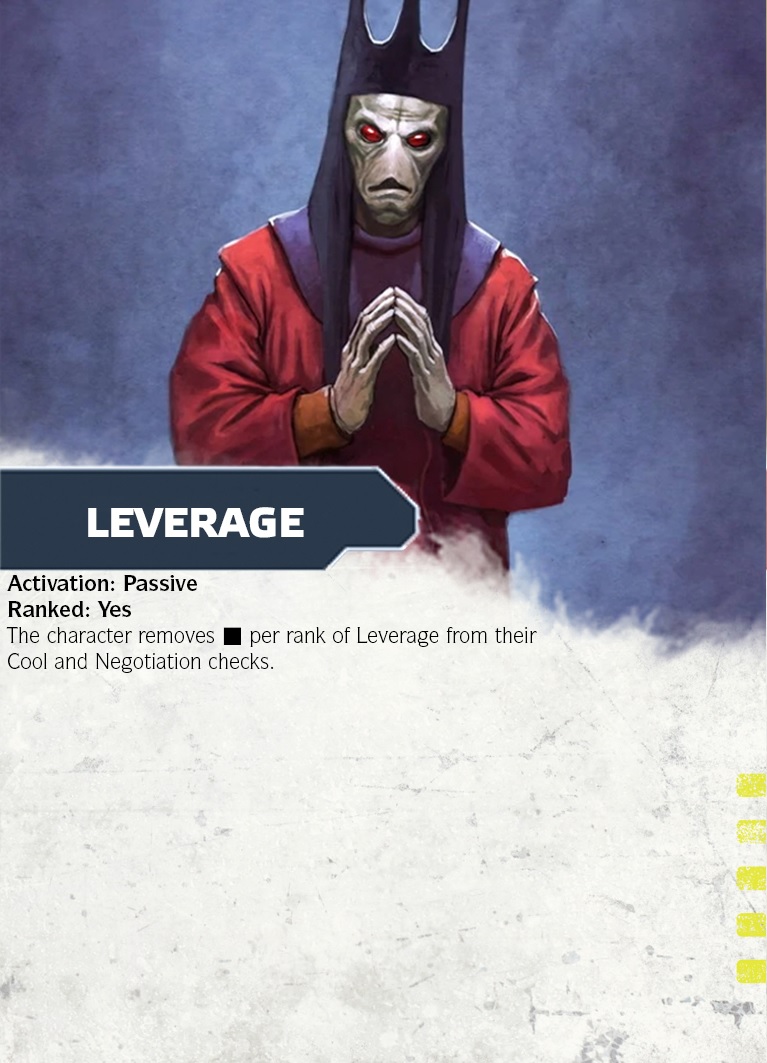 LEVERAGE
Activation: Passive
Ranked: Yes
The character removes ■ per rank of Leverage from their
Cool and Negotiation checks.